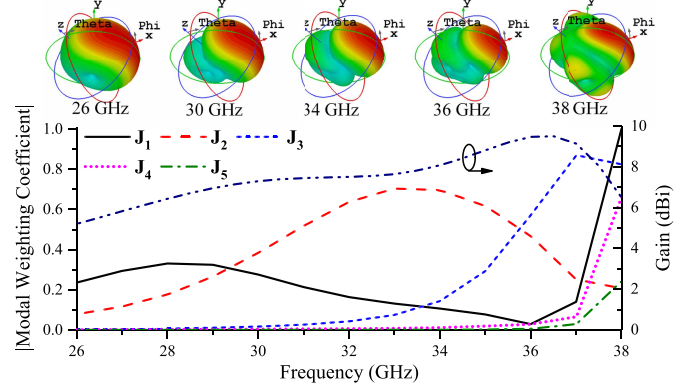 Y Y Y Y Y
z Theta Phi x z Theta Phi x z Theta Phi x z Theta Phi x z Theta Phi x
26 GHz 30 GHz 34 GHz 36 GHz 38 GHz
|Modal Weighting Coefficient|
1.0 0.8 0.6 0.4 0.2 0.0
J1 J2 J3
J4 J5
10 8 6 4 2 0
Gain (dBi)
26 28 30 32 34 36 38
Frequency (GHz)